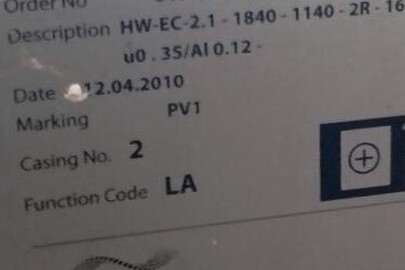 Order No
Description HW-EC-2.1 - 1840 - 1140 - 2R - 16
u0 . 35/Al 0.12 -
Date 12.04.2010
Marking PV1
Casing No. 2
Function Code LA